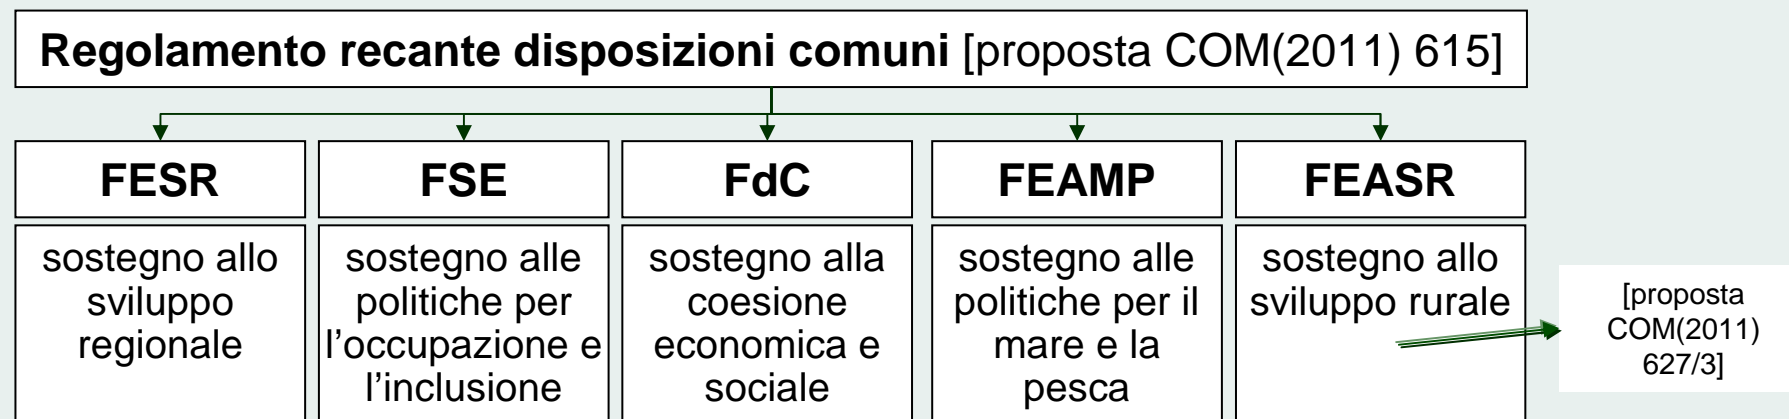 Regolamento recante disposizioni comuni [proposta COM(2011) 615]
FESR
FSE
FdC
FEAMP
FEASR
sostegno allo
sviluppo
regionale
sostegno alle
politiche per
l’occupazione e
l’inclusione
sostegno alla
coesione
economica e
sociale
sostegno alle
politiche per il
mare e la
pesca
sostegno allo
sviluppo rurale
[proposta
COM(2011)
627/3]